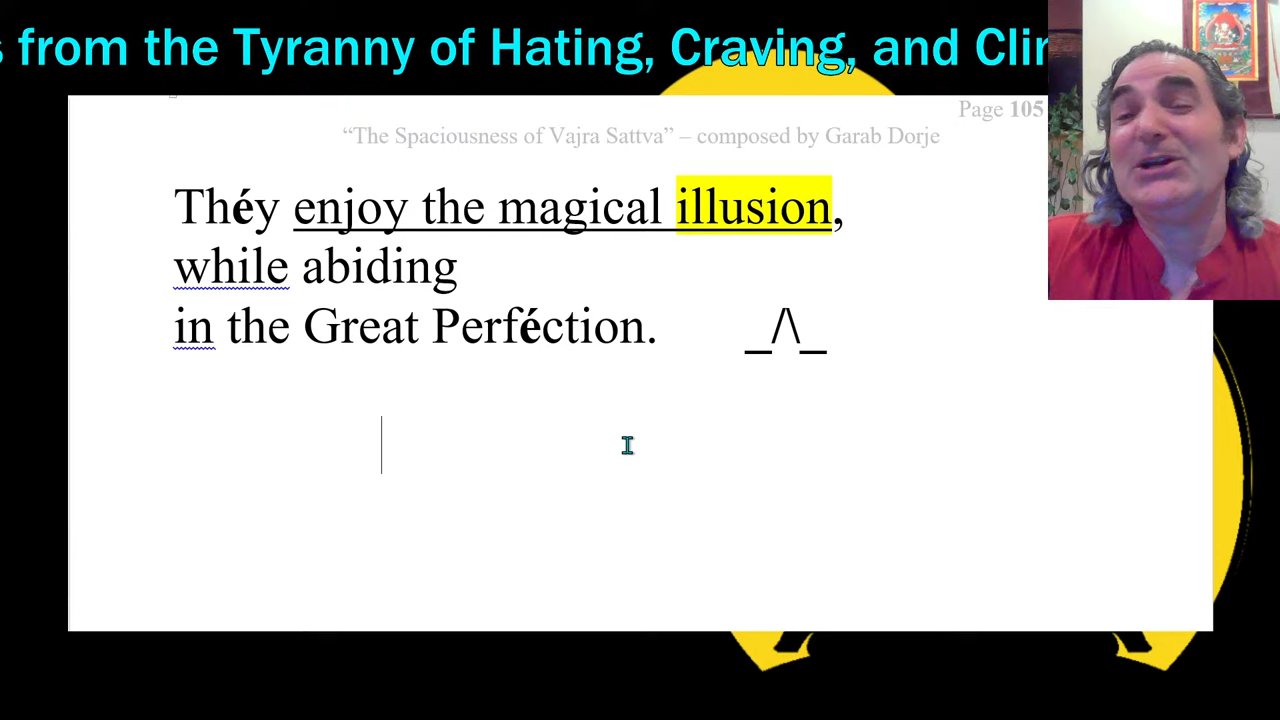 s from the Tyranny of Hating, Craving, and Clin
Page 105
“The Spaciousness of Vajra Sattva” – composed by Garab Dorje
Théy enjoy the magical illusion,
while abiding
in the Great Perféction. _/\_